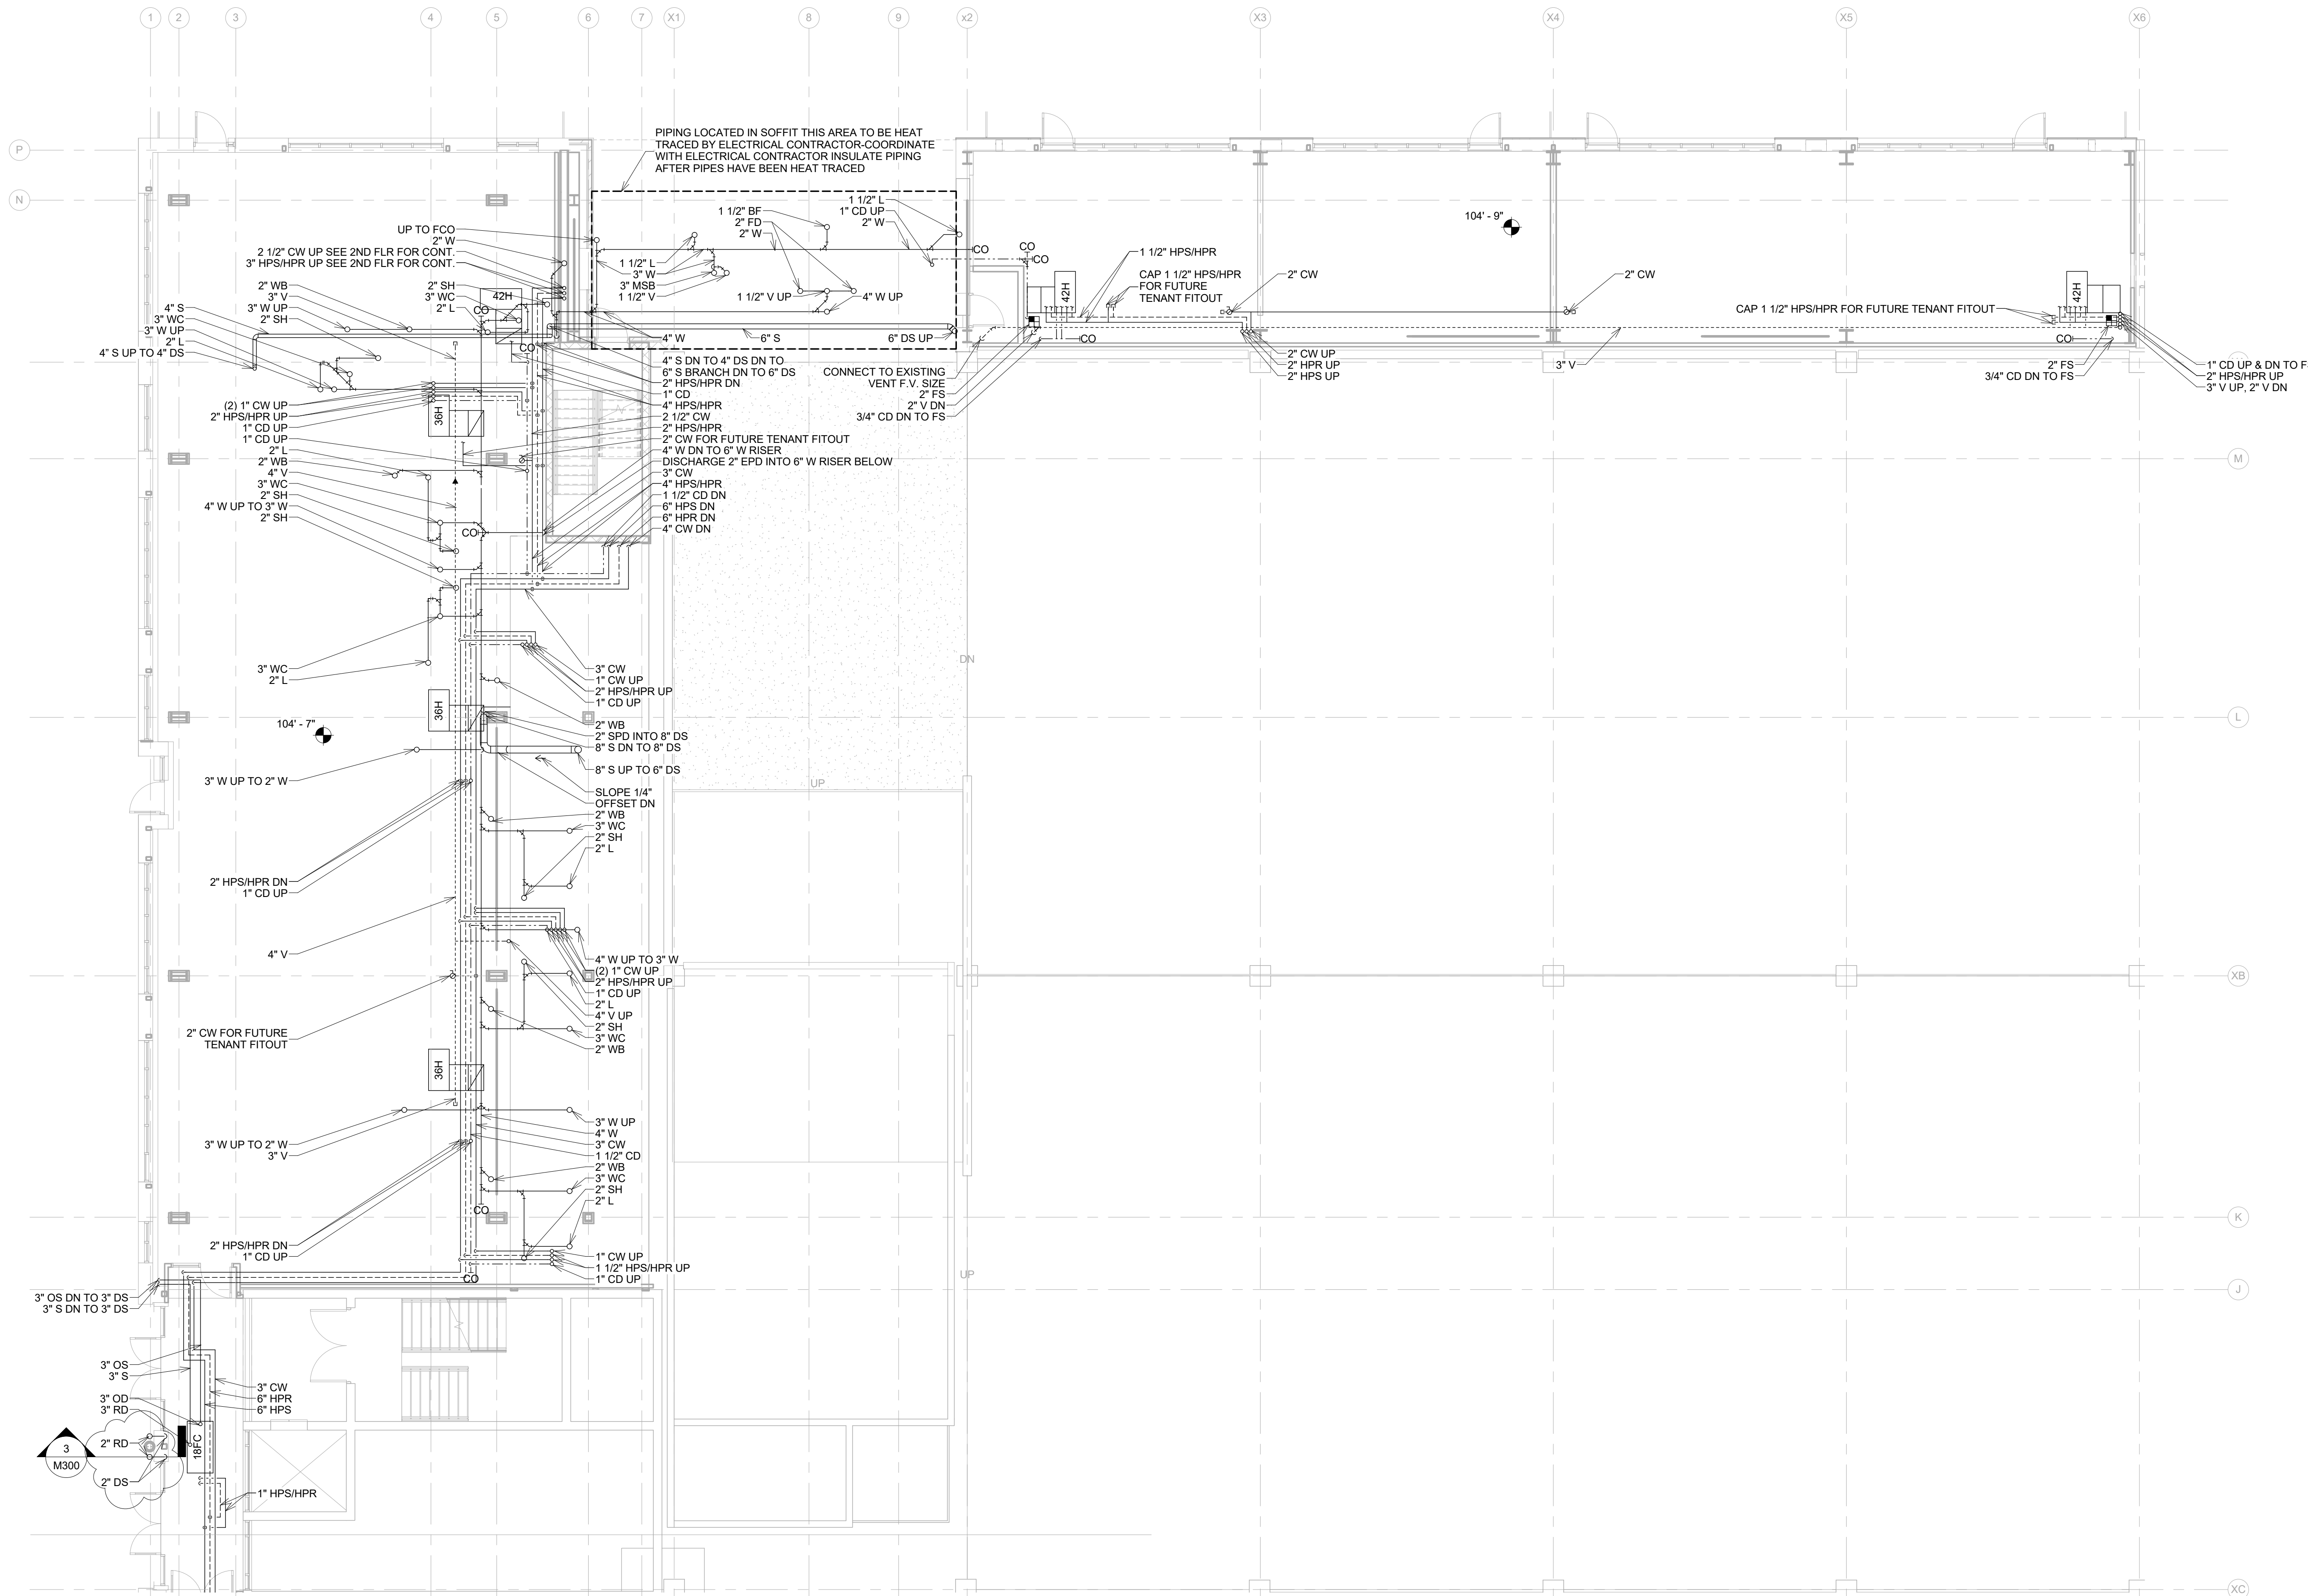 1
2
3
4
5
6
7
X1
8
9
x2
X3
X4
X5
X6
P
N
M
L
XB
K
J
XC
PIPING LOCATED IN SOFFIT THIS AREA TO BE HEAT
TRACED BY ELECTRICAL CONTRACTOR-COORDINATE
WITH ELECTRICAL CONTRACTOR INSULATE PIPING
AFTER PIPES HAVE BEEN HEAT TRACED
1 1/2" BF
2" FD
2" W
1 1/2" L
1" CD UP
2" W
CO
CO
CO
1 1/2" L
3" W
3" MSB
1 1/2" V
1 1/2" V UP
4" W UP
4" W
6" S
6" DS UP
UP TO FCO
2" W
2 1/2" CW UP SEE 2ND FLR FOR CONT.
3" HPS/HPR UP SEE 2ND FLR FOR CONT.
2" WB
3" V
3" W UP
2" SH
2" SH
3" WC
2" L
42H
CO
CO
4" S
3" WC
3" W UP
2" L
4" S UP TO 4" DS
(2) 1" CW UP
2" HPS/HPR UP
1" CD UP
1" CD UP
2" L
2" WB
4" V
3" WC
2" SH
4" W UP TO 3" W
2" SH
36H
CO
4" S DN TO 4" DS DN TO
6" S BRANCH DN TO 6" DS
2" HPS/HPR DN
1" CD
4" HPS/HPR
2 1/2" CW
2" HPS/HPR
2" CW FOR FUTURE TENANT FITOUT
4" W DN TO 6" W RISER
DISCHARGE 2" EPD INTO 6" W RISER BELOW
3" CW
4" HPS/HPR
1 1/2" CD DN
6" HPS DN
6" HPR DN
4" CW DN
CONNECT TO EXISTING
VENT F.V. SIZE
2" FS
2" V DN
3/4" CD DN TO FS
CO
42H
1 1/2" HPS/HPR
CAP 1 1/2" HPS/HPR
FOR FUTURE
TENANT FITOUT
2" CW
2" CW UP
2" HPR UP
2" HPS UP
104' - 9"
2" CW
3" V
CAP 1 1/2" HPS/HPR FOR FUTURE TENANT FITOUT
42H
CO
2" FS
3/4" CD DN TO FS
1" CD UP & DN TO F
2" HPS/HPR UP
3" V UP, 2" V DN
3" WC
2" L
3" CW
1" CW UP
2" HPS/HPR UP
1" CD UP
36H
104' - 7"
2" WB
2" SPD INTO 8" DS
8" S DN TO 8" DS
8" S UP TO 6" DS
3" W UP TO 2" W
SLOPE 1/4"
OFFSET DN
2" WB
3" WC
2" SH
2" L
DN
UP
2" HPS/HPR DN
1" CD UP
4" V
4" W UP TO 3" W
(2) 1" CW UP
2" HPS/HPR UP
1" CD UP
2" L
4" V UP
2" SH
3" WC
2" WB
2" CW FOR FUTURE
TENANT FITOUT
36H
3" W UP TO 2" W
3" V
3" W UP
4" W
3" CW
1 1/2" CD
2" WB
3" WC
2" SH
2" L
CO
2" HPS/HPR DN
1" CD UP
1" CW UP
1 1/2" HPS/HPR UP
1" CD UP
CO
UP
3" OS DN TO 3" DS
3" S DN TO 3" DS
3" OS
3" S
3" OD
3" RD
3" CW
6" HPR
6" HPS
3
M300
2" RD
2" DS
18FC
1" HPS/HPR